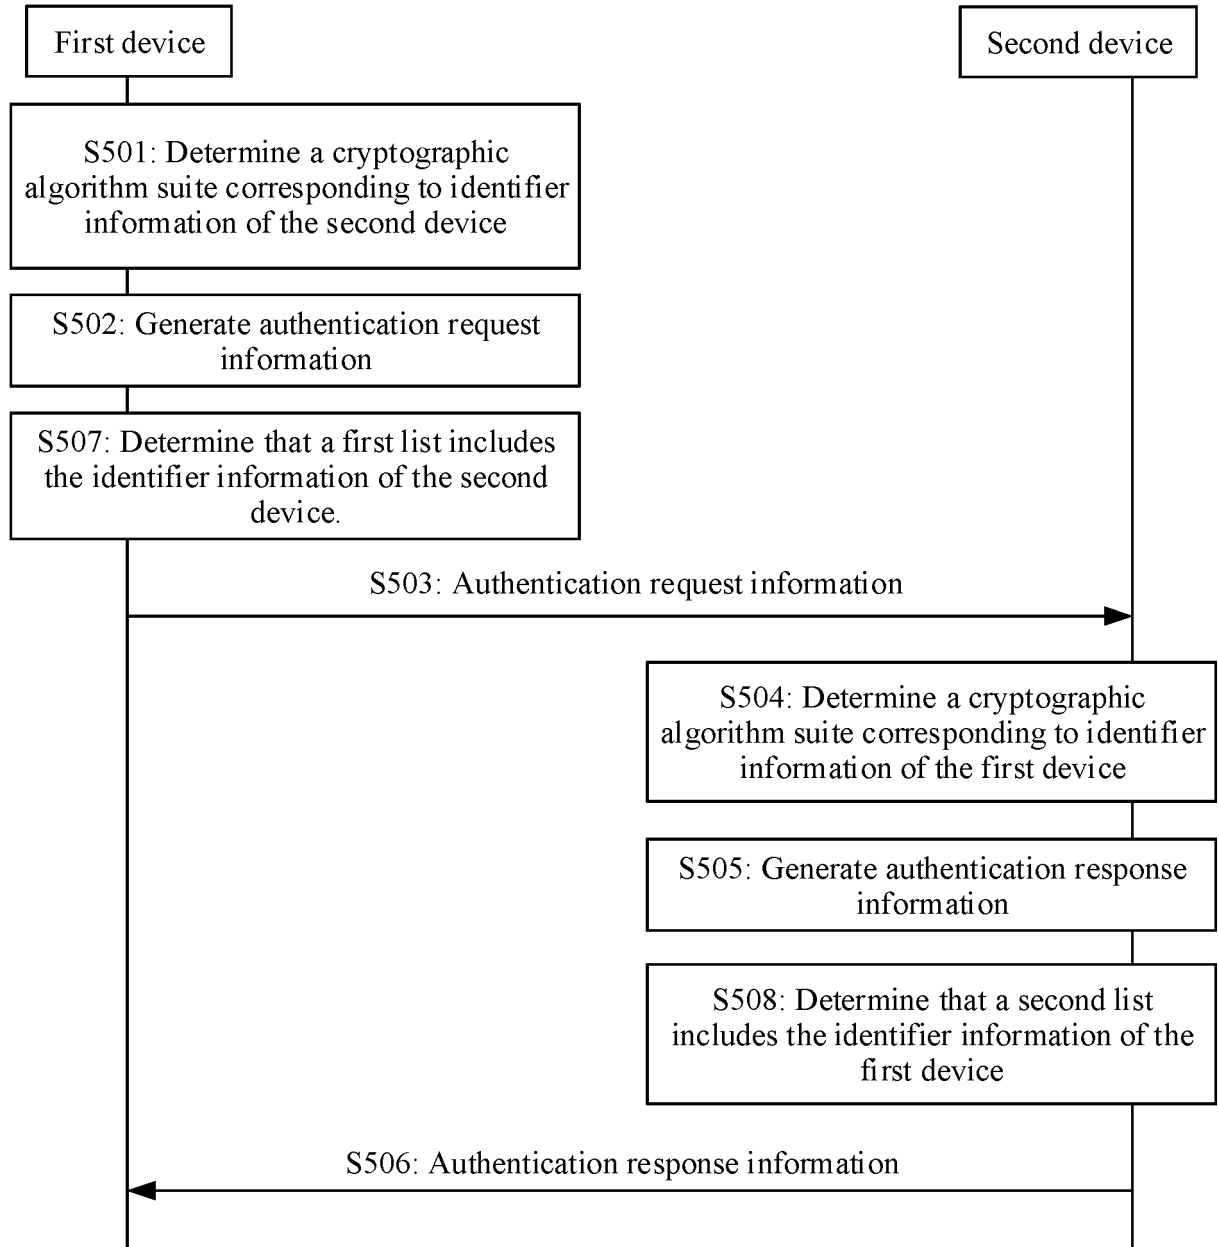 First device
Second device
S501: Determine a cryptographic
algorithm suite corresponding to identifier
information of the second device
S502: Generate authentication request
information
S507: Determine that a first list includes
the identifier information of the second
device.
S503: Authentication request information
S504: Determine a cryptographic
algorithm suite corresponding to identifier
information of the first device
S505: Generate authentication response
information
S508: Determine that a second list
includes the identifier information of the
first device
S506: Authentication response information